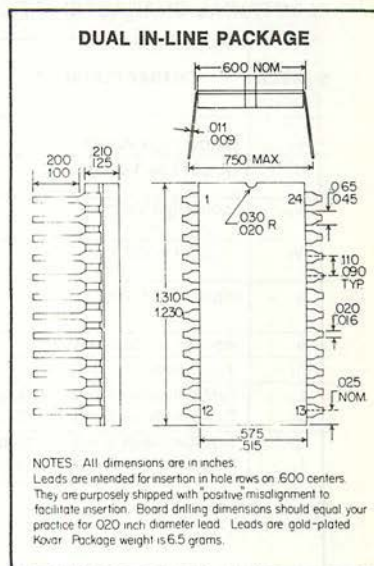 DUAL IN-LINE PACKAGE
.600 NOM.
.011
.009
.750 MAX.
.200
.100
.210
.125
1
24
.065
.045
.030
.020 R
.110
.090
TYP.
1.310
1.230
.020
.016
.025
NOM.
12
13
.575
.515
NOTES: All dimensions are in inches.
Leads are intended for insertion in hole rows on .600 centers.
They are purposely shipped with "positive" misalignment to
facilitate insertion. Board drilling dimensions should equal your
practice for .020 inch diameter lead. Leads are gold-plated
Kovar. Package weight is 6.5 grams.